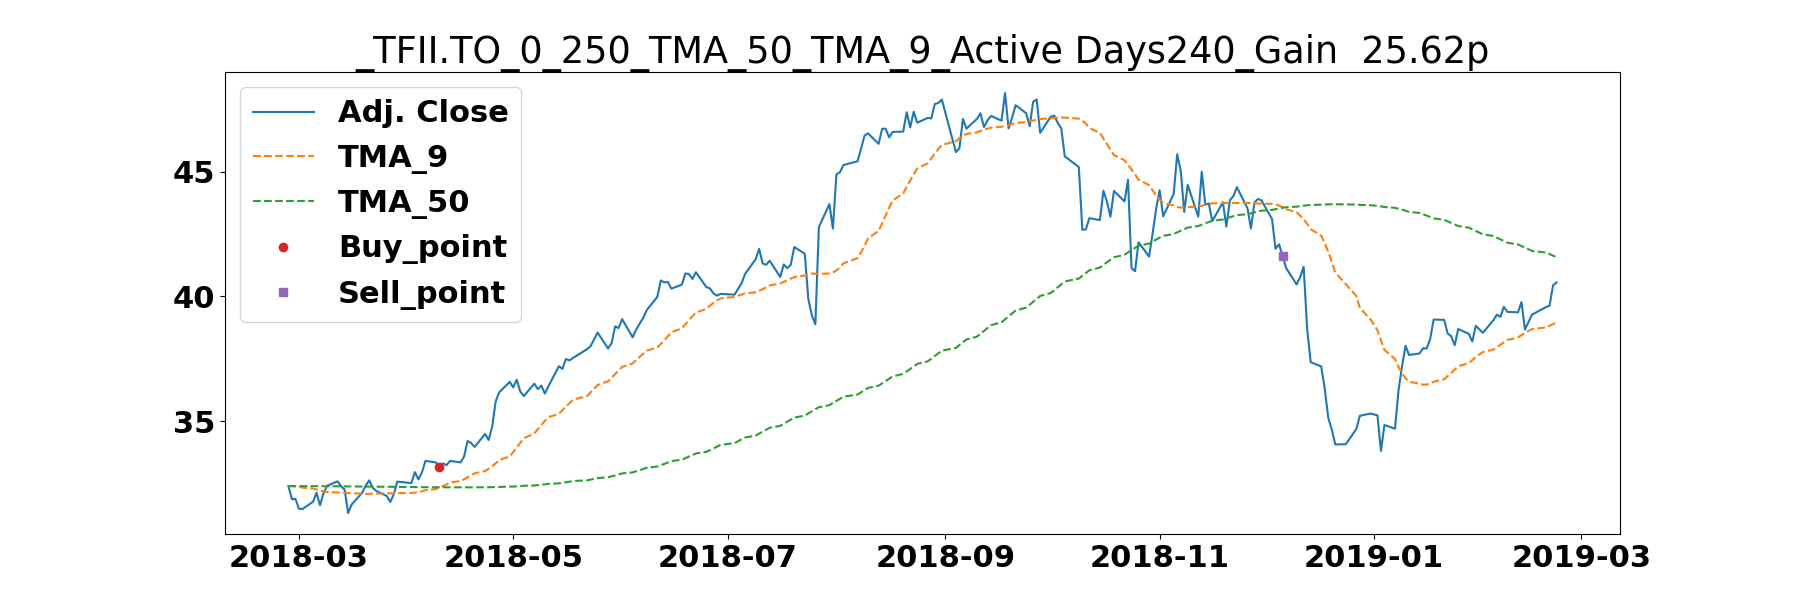 _TFII.TO_0_250_TMA_50_TMA_9_Active Days240_Gain  25.62p
Adj. Close
TMA_9
TMA_50
Buy_point
Sell_point
45
40
35
2018-03 2018-05 2018-07 2018-09 2018-11 2019-01 2019-03